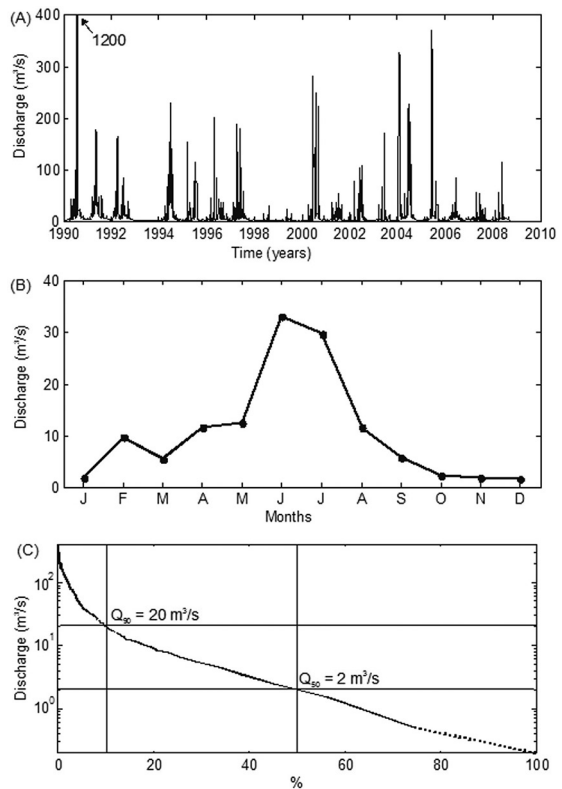 (A)
400
300
200
100
0
Discharge (m³/s)
1200
1990 1992 1994 1996 1998 2000 2002 2004 2006 2008 2010
Time (years)
(B)
40
30
20
10
0
Discharge (m³/s)
J F M A M J J A S O N D
Months
(C)
10²
10¹
10⁰
Discharge (m³/s)
Q₉₀ = 20 m³/s
Q₅₀ = 2 m³/s
0 20 40 60 80 100
%